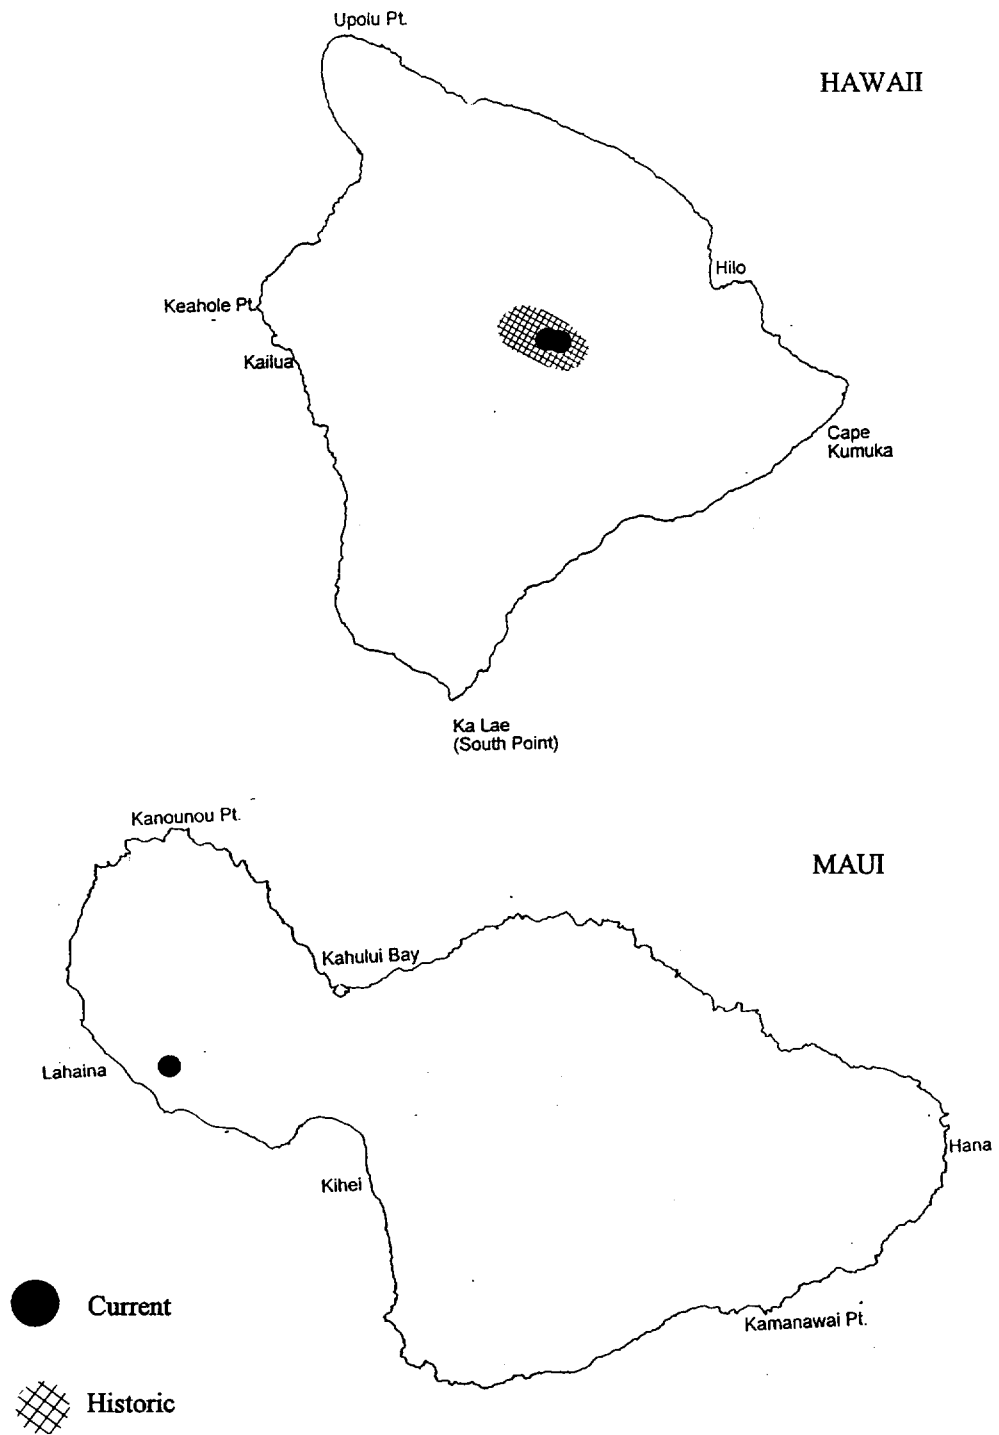 Upolu Pt.
HAWAII
Hilo
Keahole Pt.
Kailua
Cape
Kumuka
Ka Lae
(South Point)
Kanounou Pt.
MAUI
Kahului Bay
Lahaina
Hana
Kihei
Current
Kamanawai Pt.
Historic